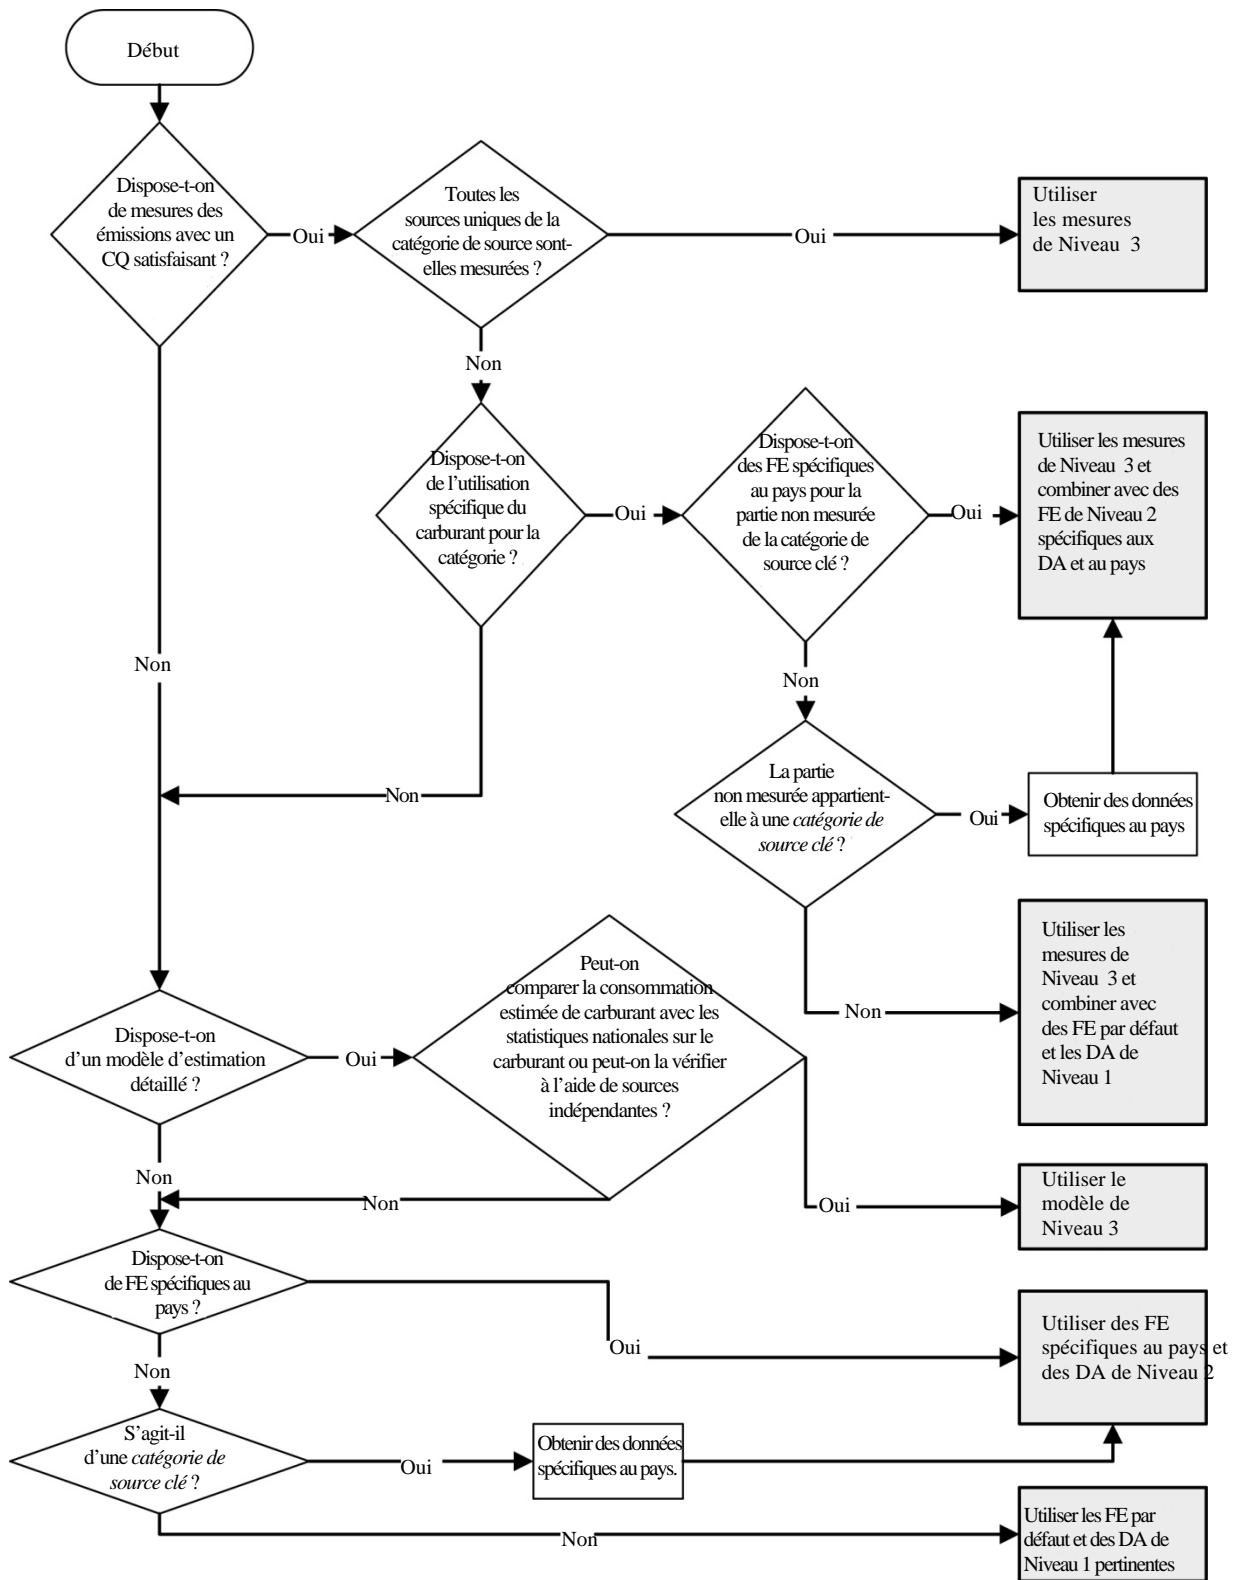 Début
Dispose-t-on
de mesures des
émissions avec un
CQ satisfaisant ?
Oui
Toutes les
sources uniques de la
catégorie de source sont-
elles mesurées ?
Oui
Utiliser
les mesures
de Niveau 3
Non
Dispose-t-on
de l'utilisation
spécifique du
carburant pour la
catégorie ?
Oui
Dispose-t-on
des FE spécifiques
au pays pour la
partie non mesurée
de la catégorie de
source clé ?
Oui
Utiliser les mesures
de Niveau 3 et
combiner avec des
FE de Niveau 2
spécifiques aux
DA et au pays
Non
Non
La partie
non mesurée appartient-
elle à une catégorie de
source clé ?
Oui
Obtenir des données
spécifiques au pays
Non
Non
Utiliser les
mesures de
Niveau 3 et
combiner avec
des FE par défaut
et les DA de
Niveau 1
Dispose-t-on
d'un modèle d'estimation
détaillé ?
Oui
Peut-on
comparer la consommation
estimée de carburant avec les
statistiques nationales sur le
carburant ou peut-on la vérifier
à l'aide de sources
indépendantes ?
Non
Non
Oui
Utiliser le
modèle de
Niveau 3
Dispose-t-on
de FE spécifiques au
pays ?
Oui
Utiliser des FE
spécifiques au pays et
des DA de Niveau 2
Non
S'agit-il
d'une catégorie de
source clé ?
Oui
Obtenir des données
spécifiques au pays.
Non
Utiliser les FE par
défaut et des DA de
Niveau 1 pertinentes